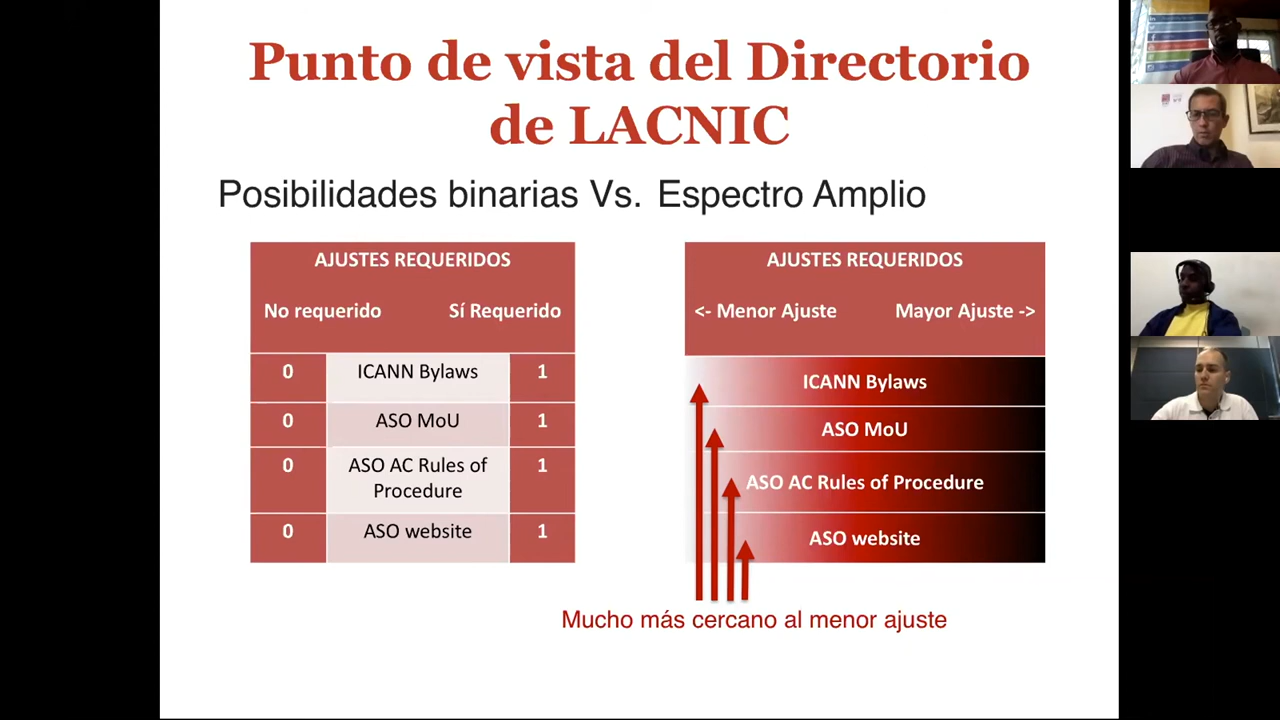 Punto de vista del Directorio
de LACNIC
Posibilidades binarias Vs. Espectro Amplio
AJUSTES REQUERIDOS
No requerido Sí Requerido
0 ICANN Bylaws 1
0 ASO MoU 1
0 ASO AC Rules of
Procedure 1
0 ASO website 1
AJUSTES REQUERIDOS
<- Menor Ajuste Mayor Ajuste ->
ICANN Bylaws
ASO MoU
ASO AC Rules of Procedure
ASO website
Mucho más cercano al menor ajuste